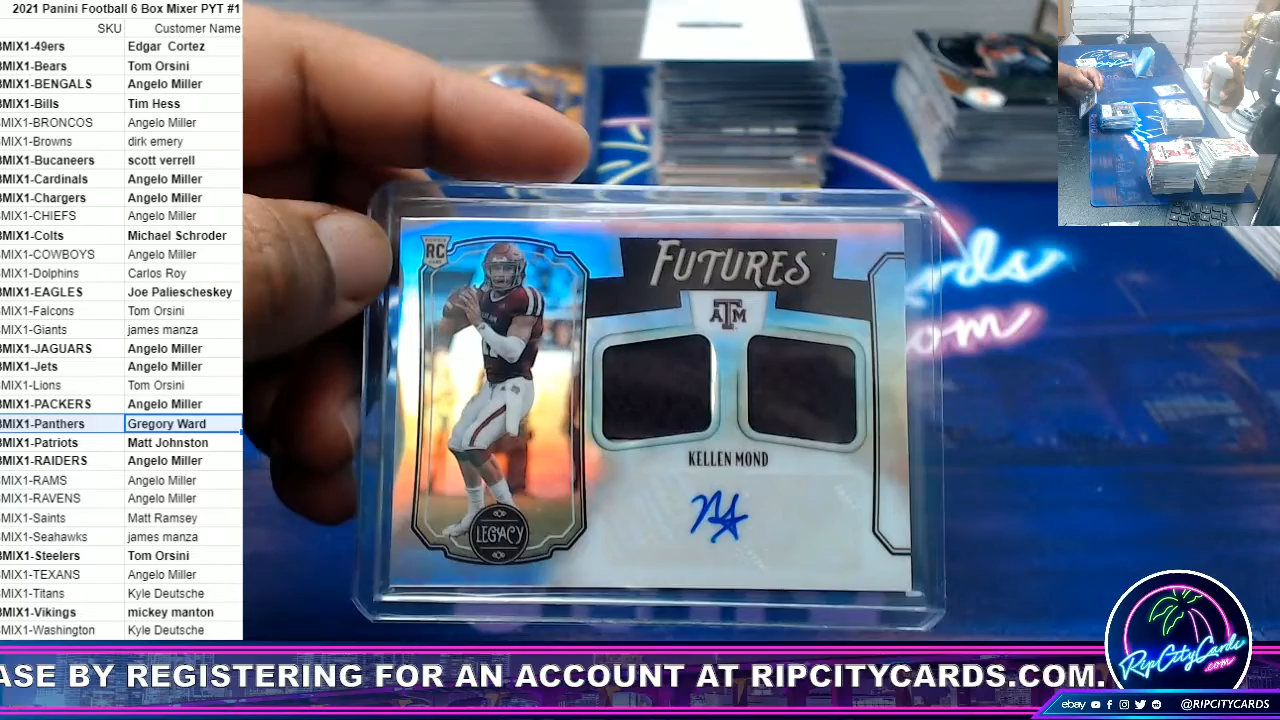 2021 Panini Football 6 Box Mixer PYT #1
SKU Customer Name
MIX1-49ers Edgar Cortez
MIX1-Bears Tom Orsini
MIX1-BENGALS Angelo Miller
MIX1-Bills Tim Hess
MIX1-BRONCOS Angelo Miller
MIX1-Browns dirk emery
MIX1-Bucaneers scott verrell
MIX1-Cardinals Angelo Miller
MIX1-Chargers Angelo Miller
MIX1-CHIEFS Angelo Miller
MIX1-Colts Michael Schroder
MIX1-COWBOYS Angelo Miller
MIX1-Dolphins Carlos Roy
MIX1-EAGLES Joe Paliescheskey
MIX1-Falcons Tom Orsini
MIX1-Giants james manza
MIX1-JAGUARS Angelo Miller
MIX1-Jets Angelo Miller
MIX1-Lions Tom Orsini
MIX1-PACKERS Angelo Miller
MIX1-Panthers Gregory Ward
MIX1-Patriots Matt Johnston
MIX1-RAIDERS Angelo Miller
MIX1-RAMS Angelo Miller
MIX1-RAVENS Angelo Miller
MIX1-Saints Matt Ramsey
MIX1-Seahawks james manza
MIX1-Steelers Tom Orsini
MIX1-TEXANS Angelo Miller
MIX1-Titans Kyle Deutsche
MIX1-Vikings mickey manton
MIX1-Washington Kyle Deutsche
RC
FUTURES
ATM
KELLEN MOND
LEGACY
rds
om
ASE BY REGISTERING FOR AN ACCOUNT AT RIPCITYCARDS.COM.
RipCityCards
.com
ebay @RIPCITYCARDS